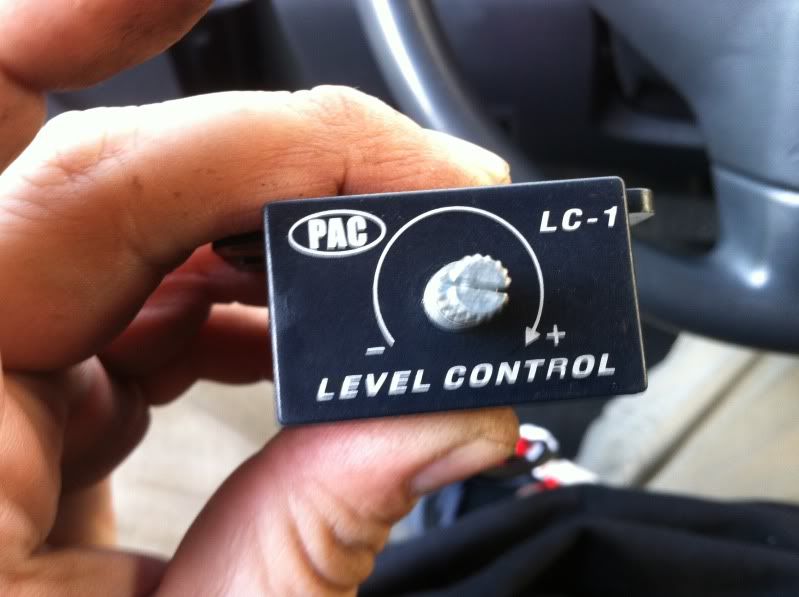 PAC
LC-1
- +
LEVEL CONTROL